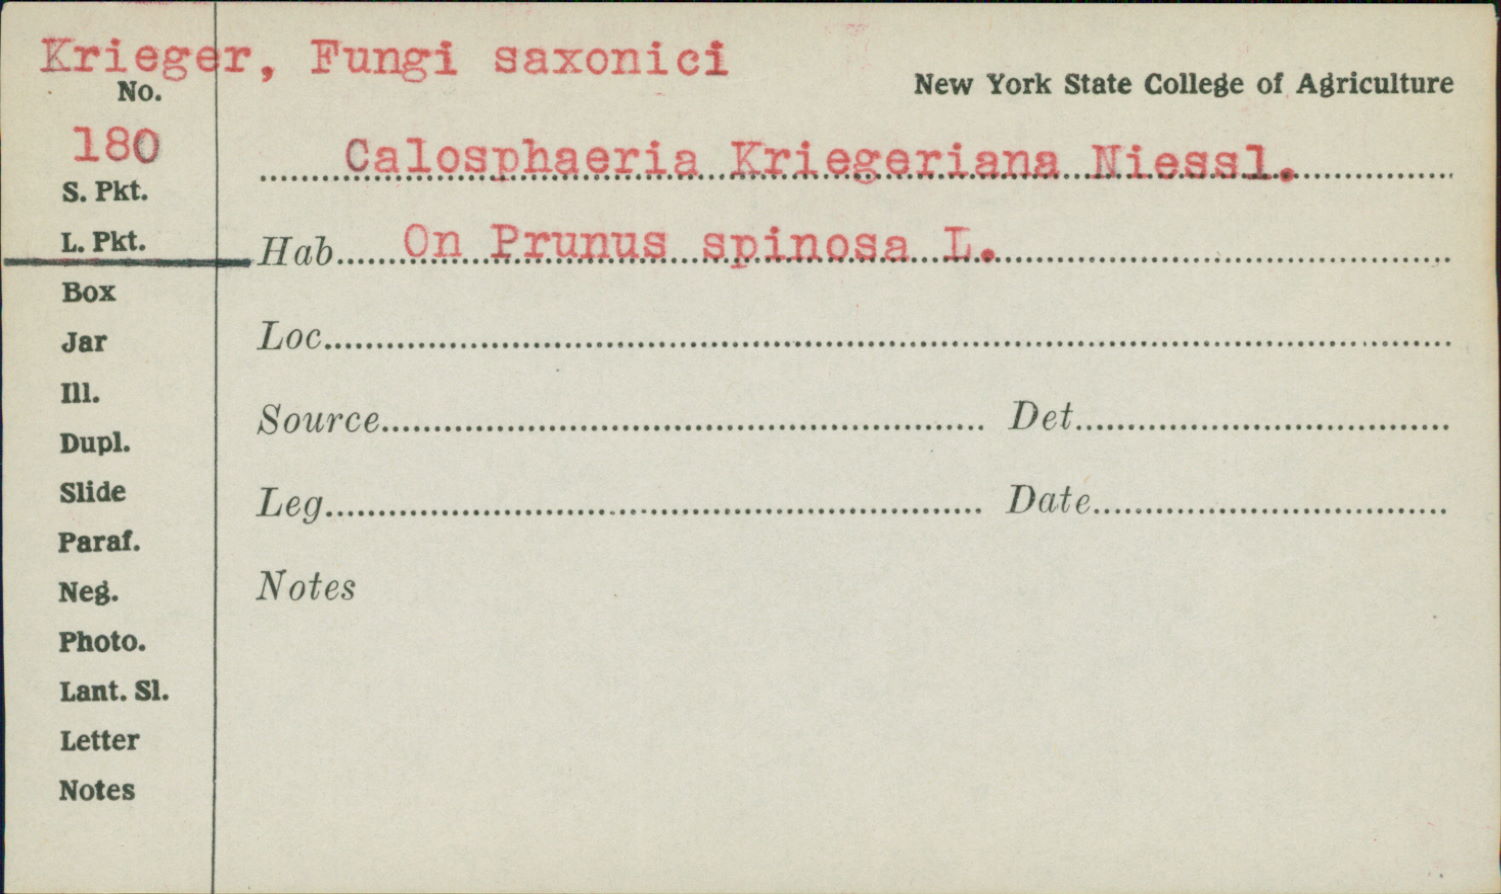 Krieger, Fungi saxonici
New York State College of Agriculture
No.
180
Calosphaeria Kriegeriana Niessl.
S. Pkt.
L. Pkt.
Hab. On Prunus spinosa L.
Box
Jar
Loc.
Ill.
Source Det.
Dupl.
Slide
Leg. Date
Paraf.
Neg.
Notes
Photo.
Lant. Sl.
Letter
Notes